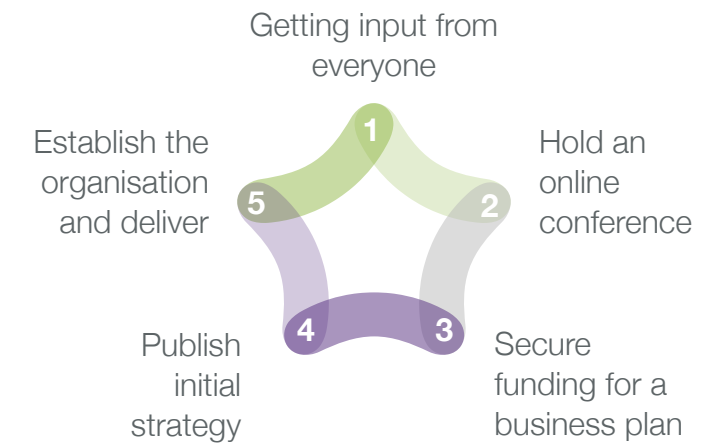 Getting input from
everyone
1
Hold an
online
conference
2
Secure
funding for a
business plan
3
Publish
initial
strategy
4
Establish the
organisation
and deliver
5